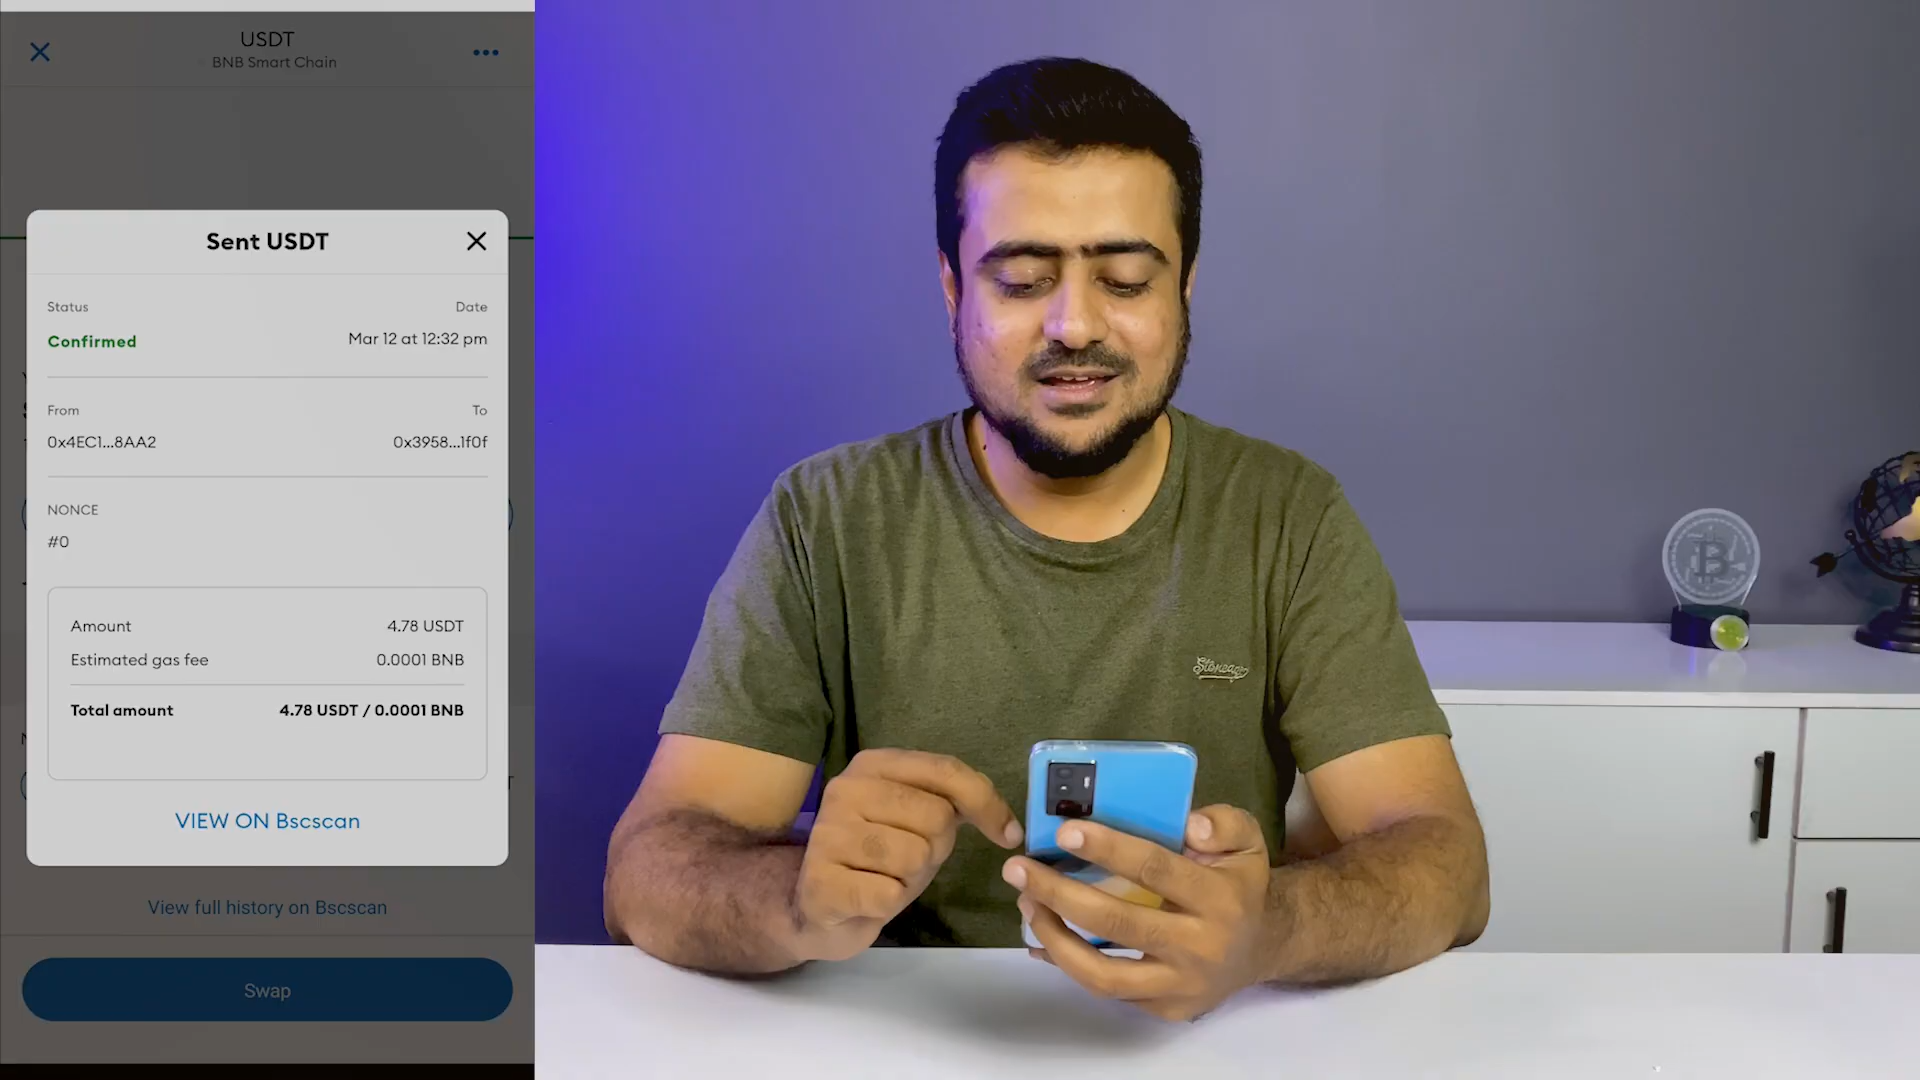 USDT
BNB Smart Chain
Sent USDT
Status
Date
Confirmed
Mar 12 at 12:32 pm
From
To
0x4EC1...8AA2
0x3958...1f0f
NONCE
#0
Amount
4.78 USDT
Estimated gas fee
0.0001 BNB
Total amount
4.78 USDT / 0.0001 BNB
VIEW ON Bscscan
View full history on Bscscan
Swap
Stoneage